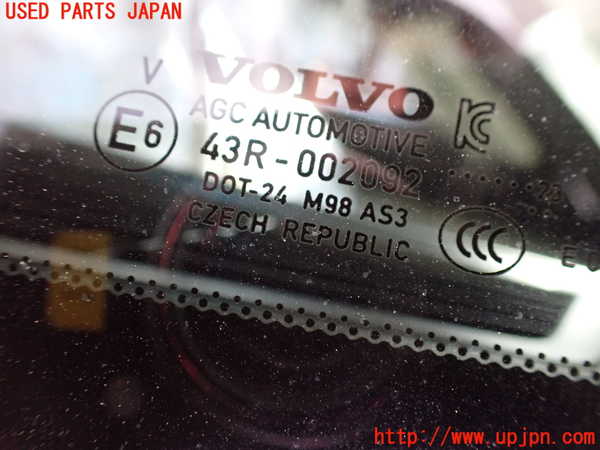 USED PARTS JAPAN
V VOLVO
AGC AUTOMOTIVE
E6 43R-002092 ······23
DOT-24 M98 AS3
CZECH REPUBLIC
CCC
http://www.upjpn.com/